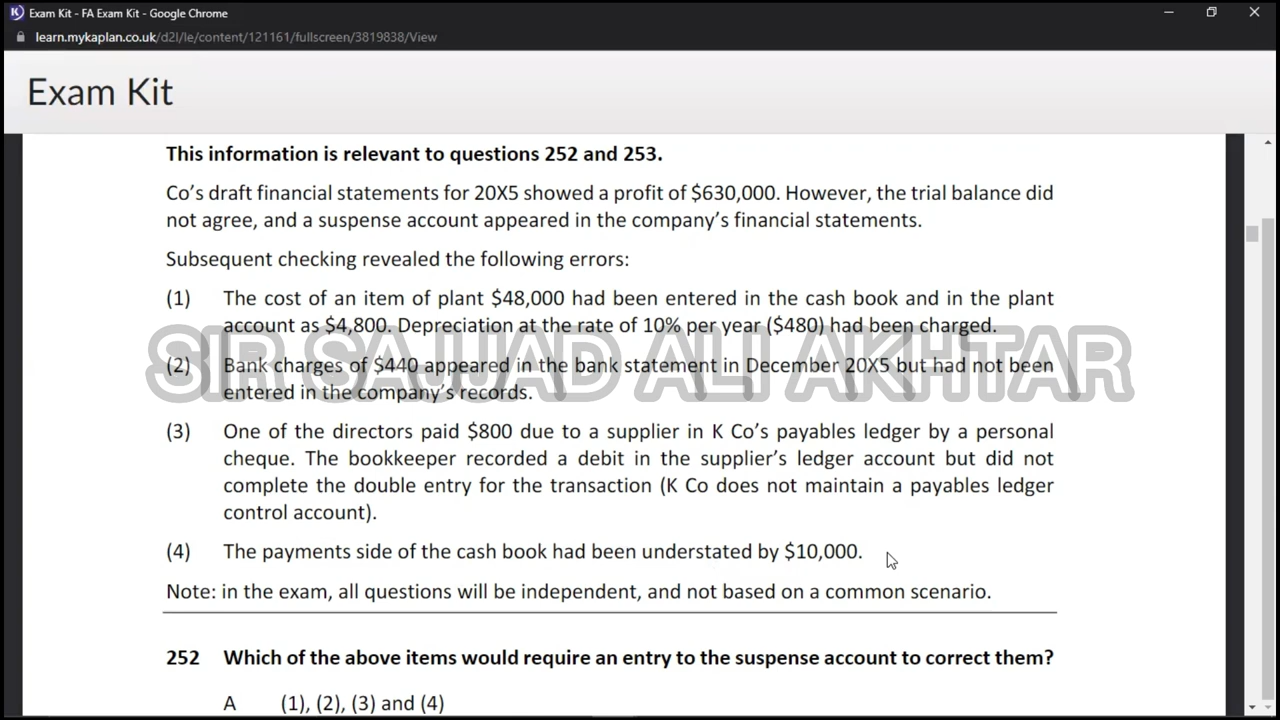 Exam Kit - FA Exam Kit - Google Chrome
learn.mykaplan.co.uk/d2l/le/content/121161/fullscreen/3819838/View
Exam Kit
This information is relevant to questions 252 and 253.
Co's draft financial statements for 20X5 showed a profit of $630,000. However, the trial balance did
not agree, and a suspense account appeared in the company's financial statements.
Subsequent checking revealed the following errors:
(1) The cost of an item of plant $48,000 had been entered in the cash book and in the plant
account as $4,800. Depreciation at the rate of 10% per year ($480) had been charged.
SIR SAJJAD ALI AKHTAR
(2) Bank charges of $440 appeared in the bank statement in December 20X5 but had not been
entered in the company's records.
(3) One of the directors paid $800 due to a supplier in K Co's payables ledger by a personal
cheque. The bookkeeper recorded a debit in the supplier's ledger account but did not
complete the double entry for the transaction (K Co does not maintain a payables ledger
control account).
(4) The payments side of the cash book had been understated by $10,000.
Note: in the exam, all questions will be independent, and not based on a common scenario.
252 Which of the above items would require an entry to the suspense account to correct them?
A (1), (2), (3) and (4)